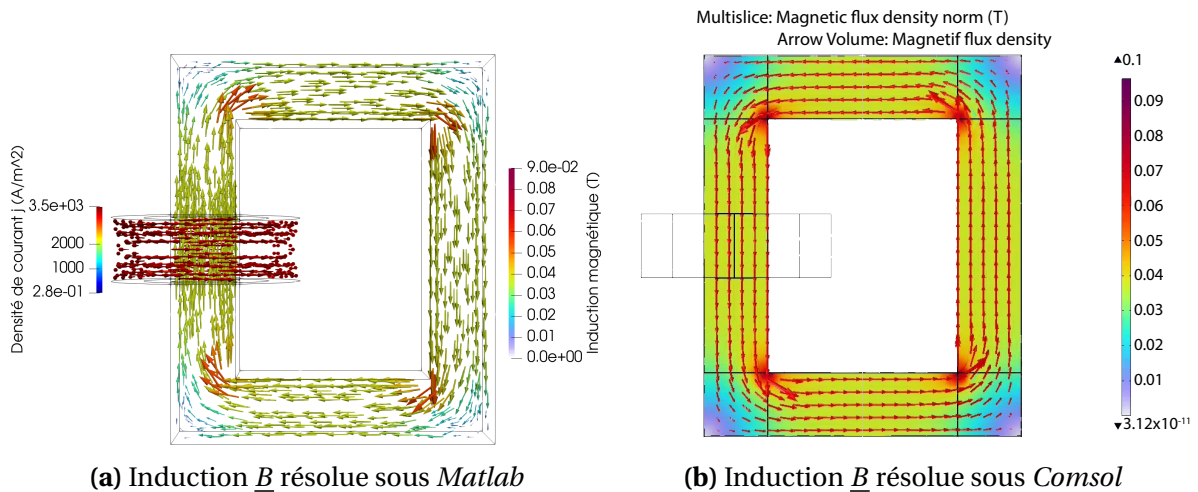 Multislice: Magnetic flux density norm (T)
Arrow Volume: Magnetif flux density
Densité de courant j (A/m^2)
3.5e+03
2000
1000
2.8e-01
9.0e-02
0.08
0.07
0.06
0.05
0.04
0.03
0.02
0.01
0.0e+00
Induction magnétique (T)
▲0.1
0.09
0.08
0.07
0.06
0.05
0.04
0.03
0.02
0.01
▼3.12x10⁻¹¹
(a) Induction B résolue sous Matlab
(b) Induction B résolue sous Comsol